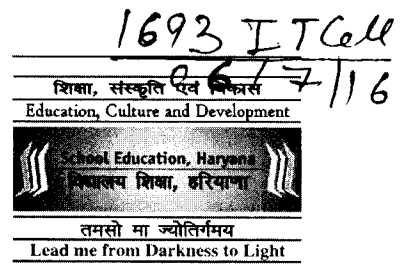 1693 IT Cell
06/7/16
शिक्षा, संस्कृति एवं विकास
Education, Culture and Development
School Education, Haryana
विद्यालय शिक्षा, हरियाणा
तमसो मा ज्योतिर्गमय
Lead me from Darkness to Light